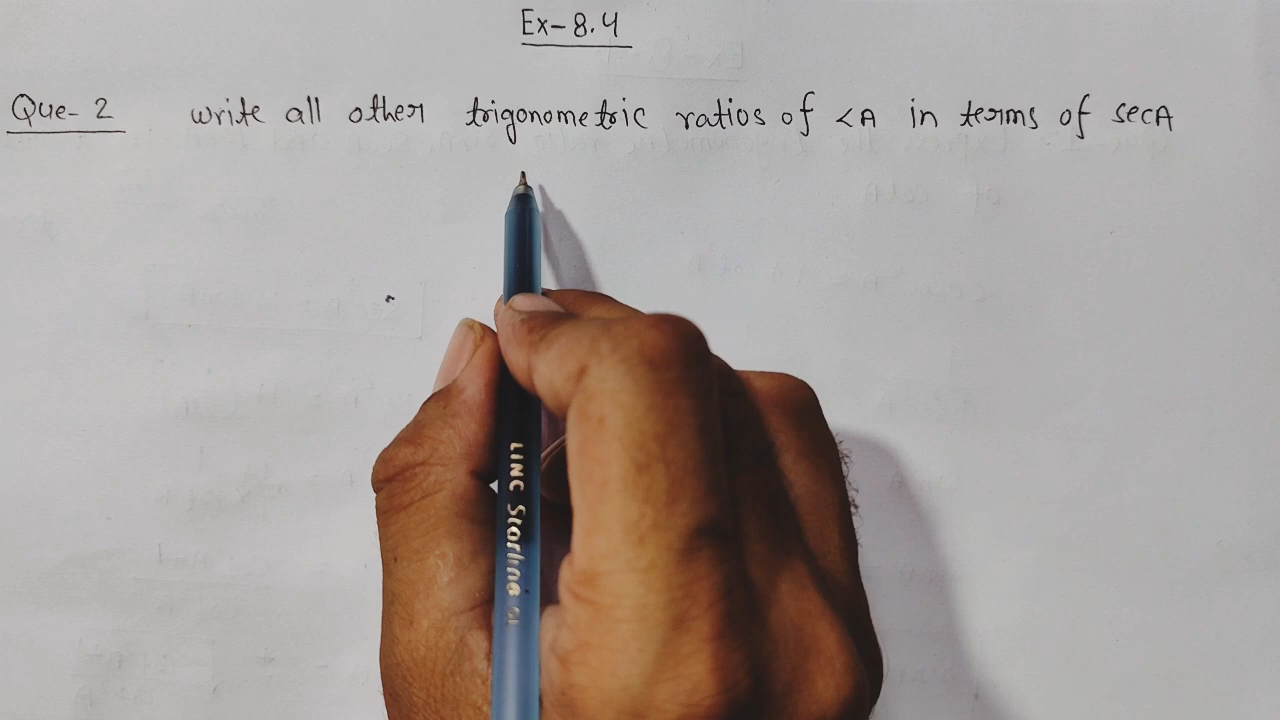 Ex-8.4
Que-2 write all other trigonometric ratios of <A in terms of secA
LINC Starline